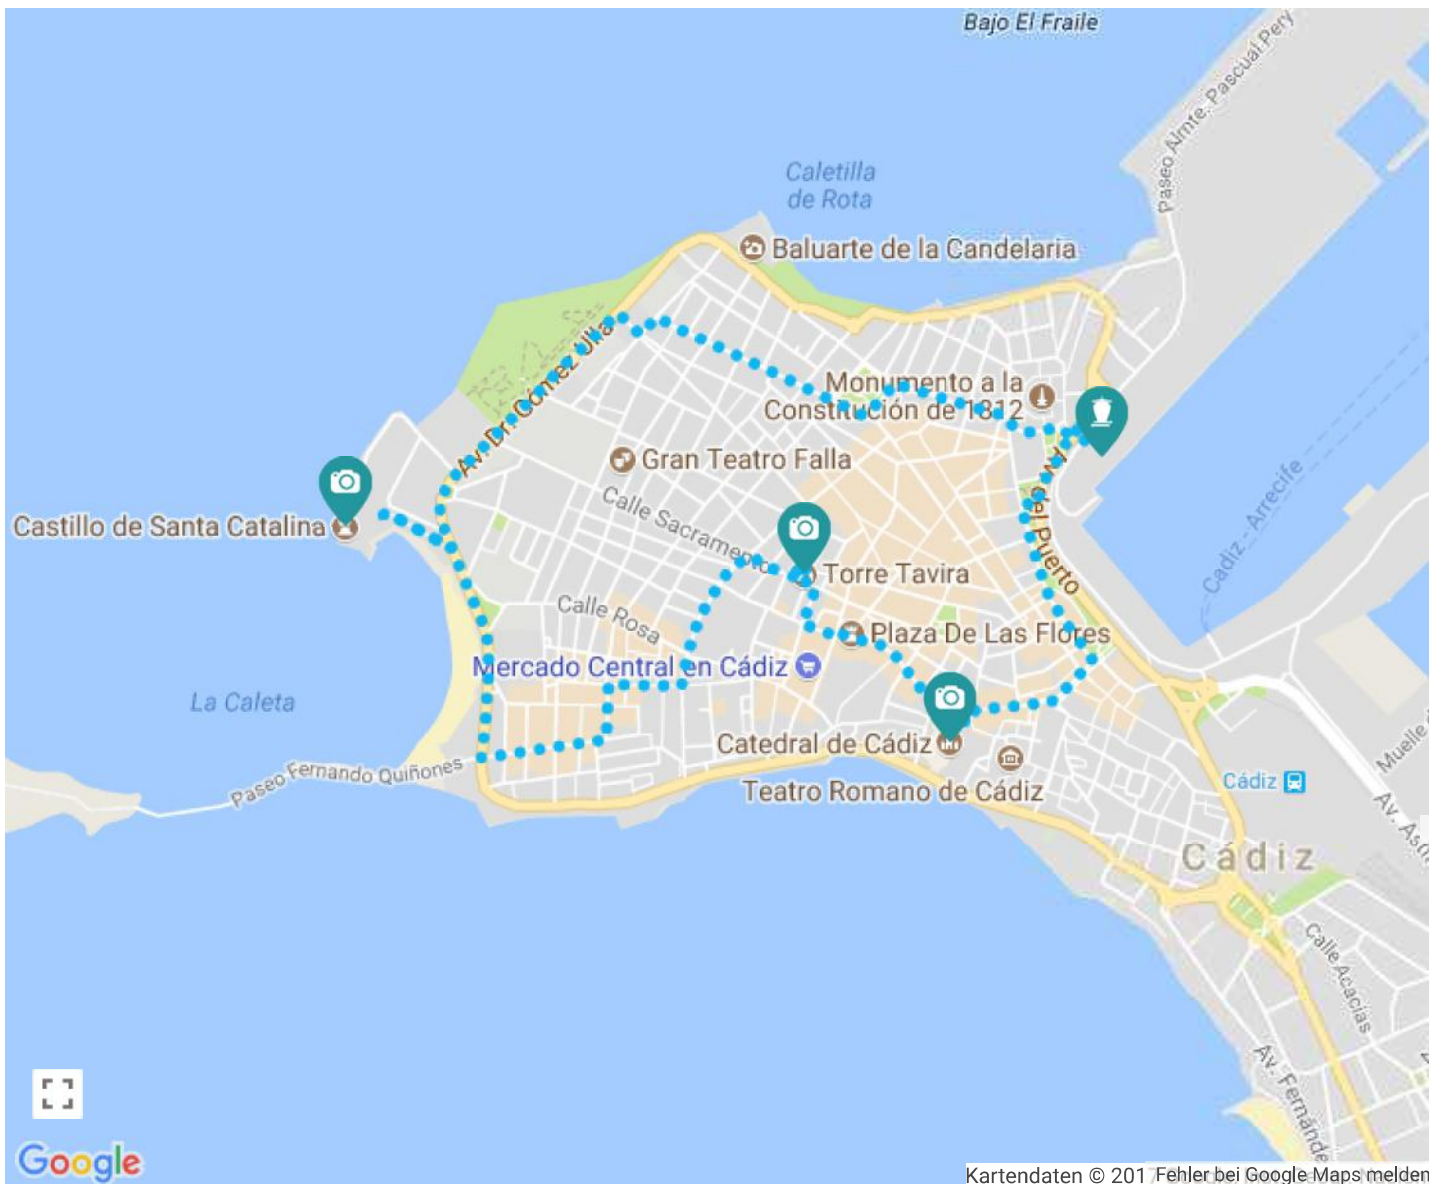 Bajo El Fraile
Paseo Almte. Pascual Pery
Caletilla
de Rota
Baluarte de la Candelaria
Av. Dr. Gómez Ulla
Monumento a la
Constitución de 1812
Gran Teatro Falla
Calle Sacramento
Cadiz - Arrecife
Castillo de Santa Catalina
del Puerto
Torre Tavira
Calle Rosa
Plaza De Las Flores
Mercado Central en Cádiz
La Caleta
Catedral de Cádiz
Paseo Fernando Quiñones
Teatro Romano de Cádiz
Cádiz
Muelle
Av. Ast
Cádiz
Calle Acacias
Av. Fernánde
Google
Kartendaten © 2017
Fehler bei Google Maps melden